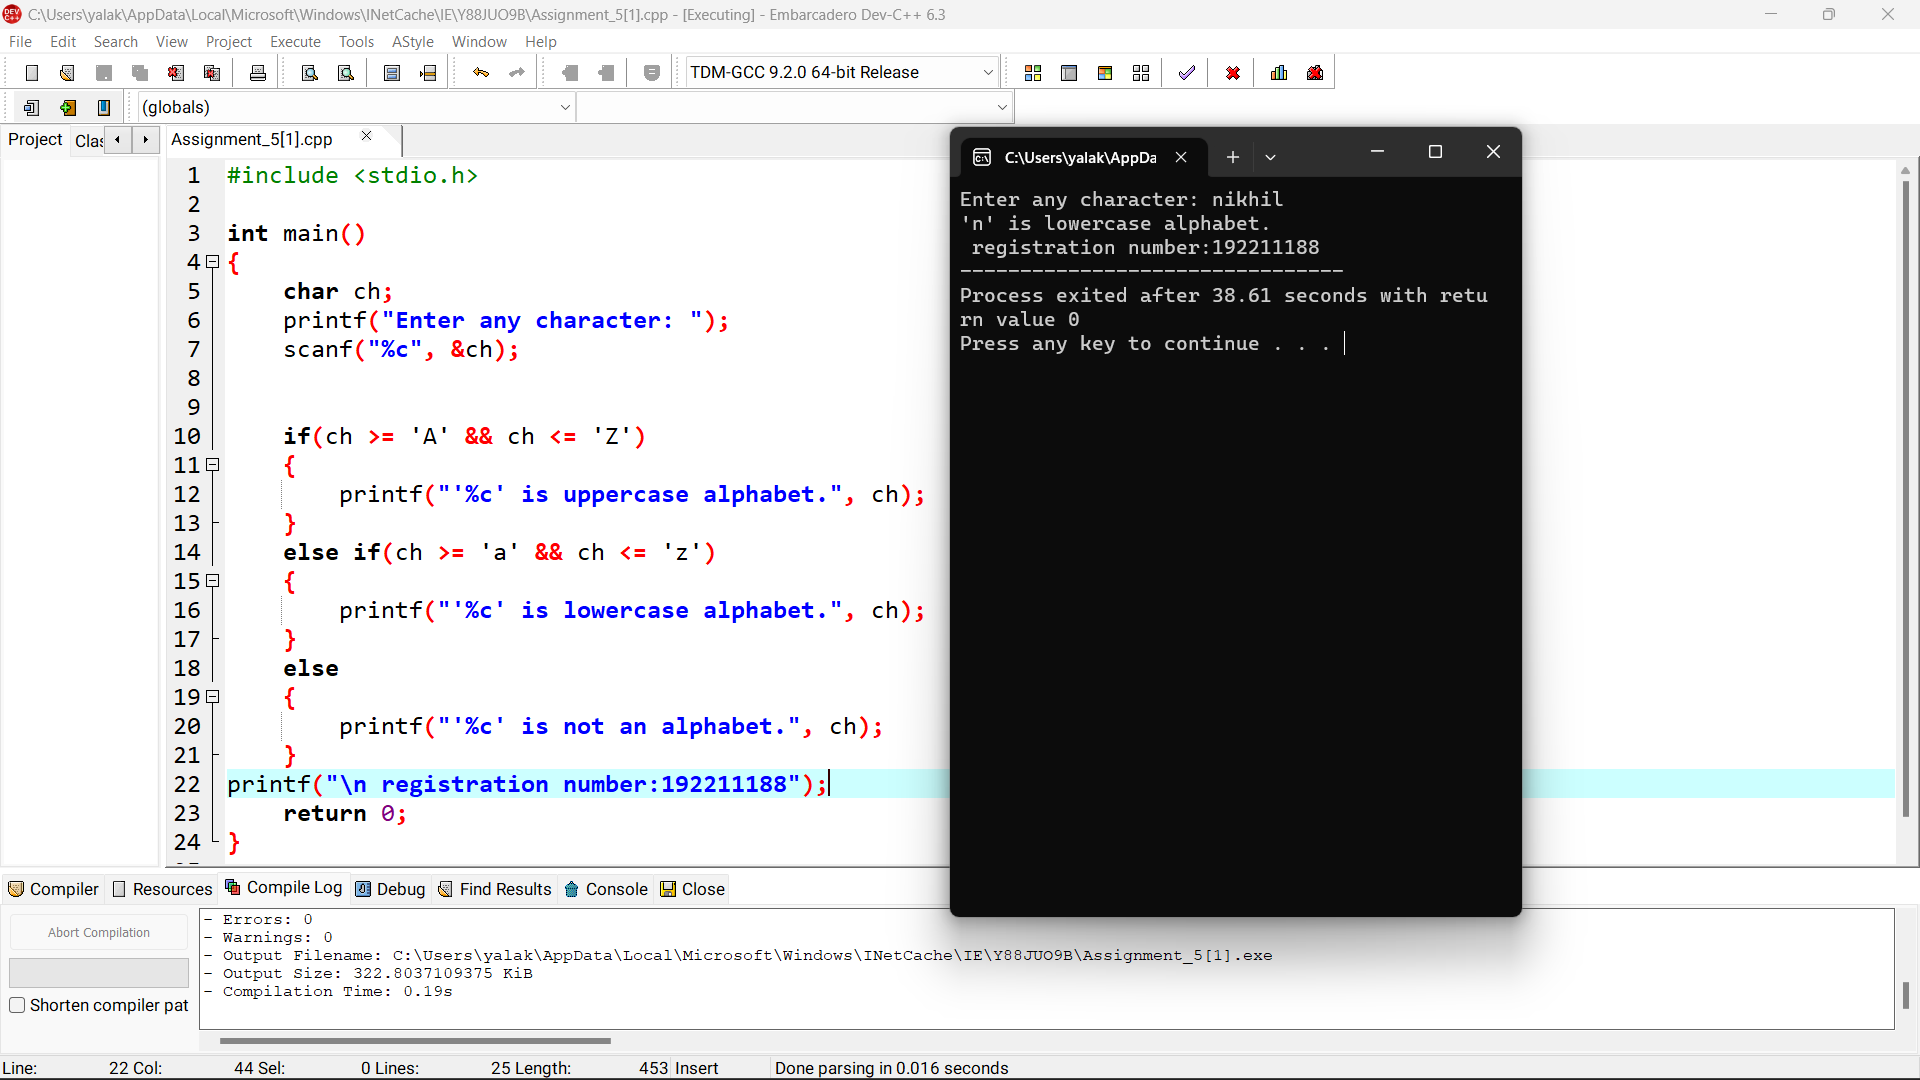 C:\Users\yalak\AppData\Local\Microsoft\Windows\INetCache\IE\Y88JUO9B\Assignment_5[1].cpp - [Executing] - Embarcadero Dev-C++ 6.3
File Edit Search View Project Execute Tools AStyle Window Help
TDM-GCC 9.2.0 64-bit Release
(globals)
Project Clas Assignment_5[1].cpp
1 #include <stdio.h>
2
3 int main()
4 {
5 char ch;
6 printf("Enter any character: ");
7 scanf("%c", &ch);
8
9
10 if(ch >= 'A' && ch <= 'Z')
11 {
12 printf("'%c' is uppercase alphabet.", ch);
13 }
14 else if(ch >= 'a' && ch <= 'z')
15 {
16 printf("'%c' is lowercase alphabet.", ch);
17 }
18 else
19 {
20 printf("'%c' is not an alphabet.", ch);
21 }
22 printf("\n registration number:192211188");
23 return 0;
24 }
C:\Users\yalak\AppDa
Enter any character: nikhil
'n' is lowercase alphabet.
registration number:192211188
--------------------------------
Process exited after 38.61 seconds with retu
rn value 0
Press any key to continue . . .
Compiler Resources Compile Log Debug Find Results Console Close
Abort Compilation
Shorten compiler pat
- Errors: 0
- Warnings: 0
- Output Filename: C:\Users\yalak\AppData\Local\Microsoft\Windows\INetCache\IE\Y88JUO9B\Assignment_5[1].exe
- Output Size: 322.8037109375 KiB
- Compilation Time: 0.19s
Line: 22 Col: 44 Sel: 0 Lines: 25 Length: 453 Insert Done parsing in 0.016 seconds